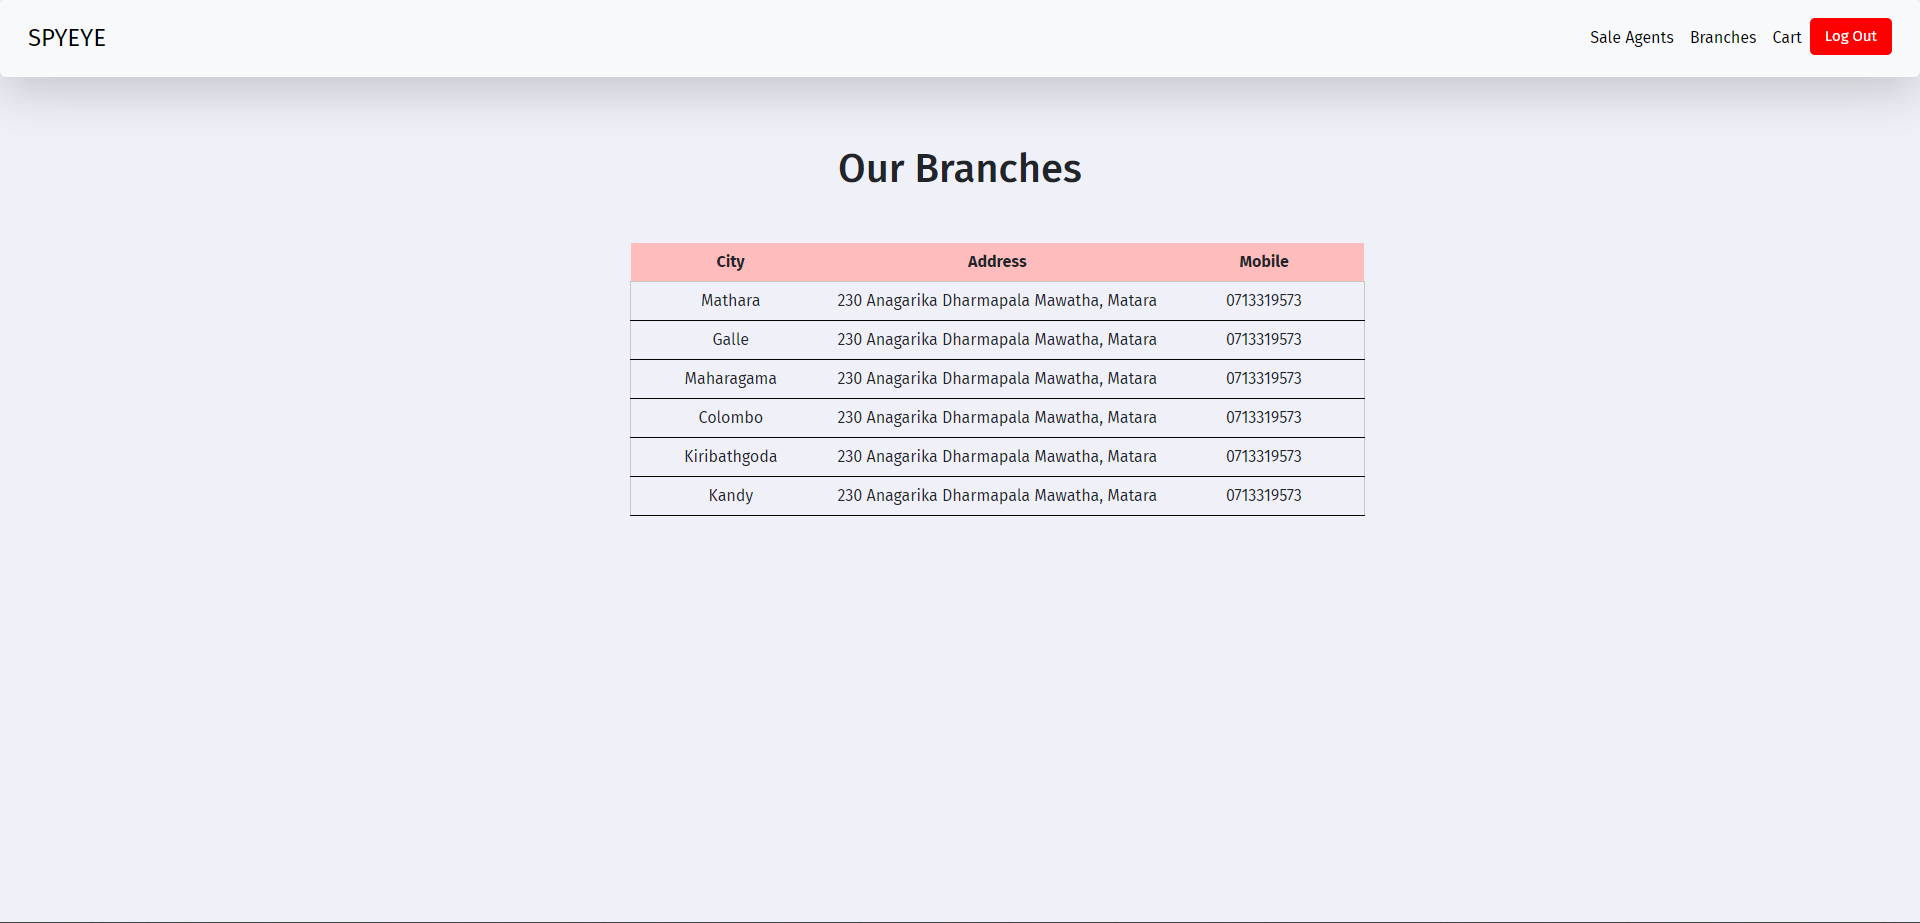 SPYEYE
Sale Agents Branches Cart Log Out
Our Branches
City Address Mobile
Mathara 230 Anagarika Dharmapala Mawatha, Matara 0713319573
Galle 230 Anagarika Dharmapala Mawatha, Matara 0713319573
Maharagama 230 Anagarika Dharmapala Mawatha, Matara 0713319573
Colombo 230 Anagarika Dharmapala Mawatha, Matara 0713319573
Kiribathgoda 230 Anagarika Dharmapala Mawatha, Matara 0713319573
Kandy 230 Anagarika Dharmapala Mawatha, Matara 0713319573